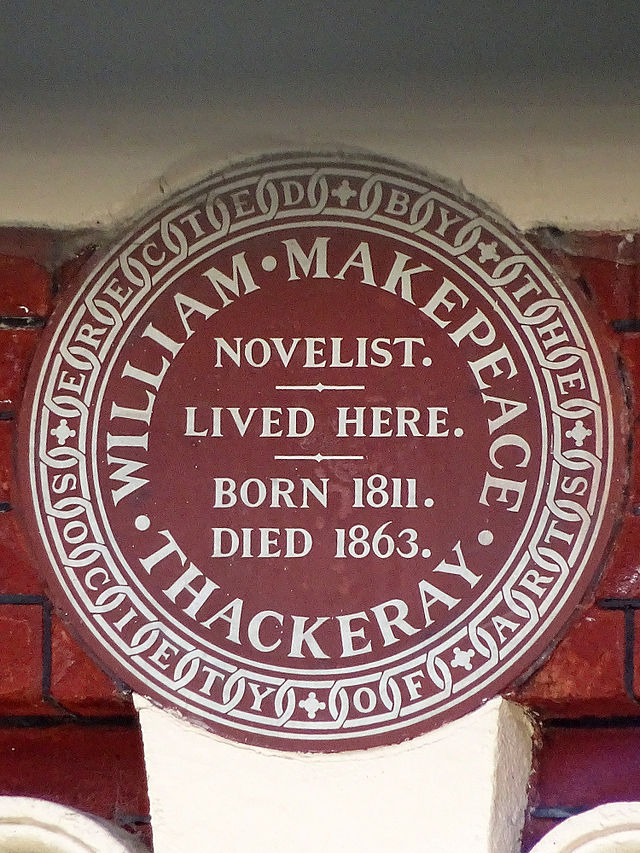 ERECTED BY THE
SOCIETY OF ARTS
WILLIAM · MAKEPEACE
· THACKERAY ·
NOVELIST.
LIVED HERE.
BORN 1811.
DIED 1863.